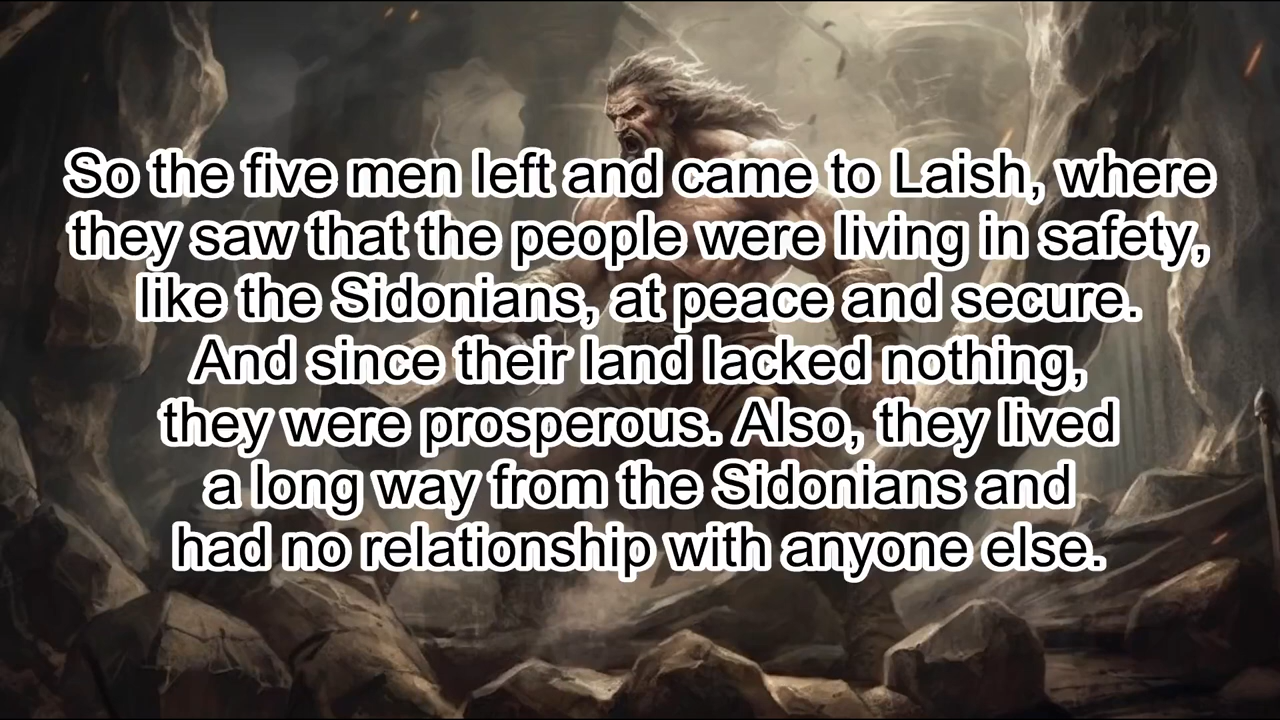 So the five men left and came to Laish, where
they saw that the people were living in safety,
like the Sidonians, at peace and secure.
And since their land lacked nothing,
they were prosperous. Also, they lived
a long way from the Sidonians and
had no relationship with anyone else.